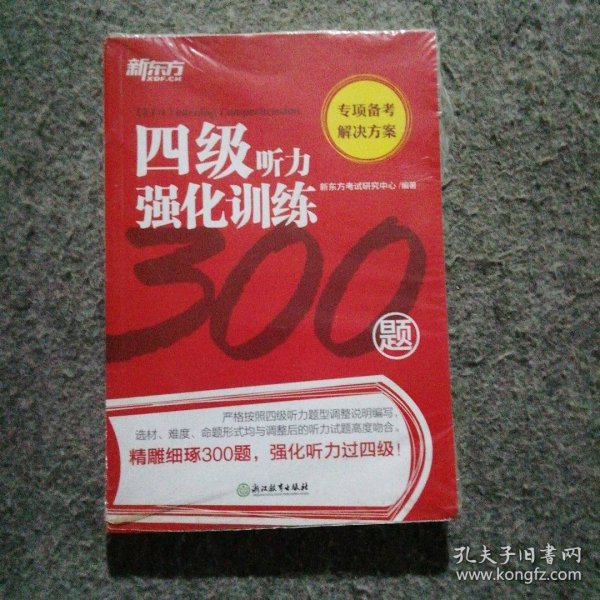 新东方
XDF.CN
专项备考
解决方案
CET-4 Listening Comprehension
四级听力
新东方考试研究中心/编著
强化训练
300
题
严格按照四级听力题型调整说明编写，
选材、难度、命题形式均与调整后的听力试题高度吻合。
精雕细琢300题，强化听力过四级！
浙江教育出版社
孔夫子旧书网
www.kongfz.com